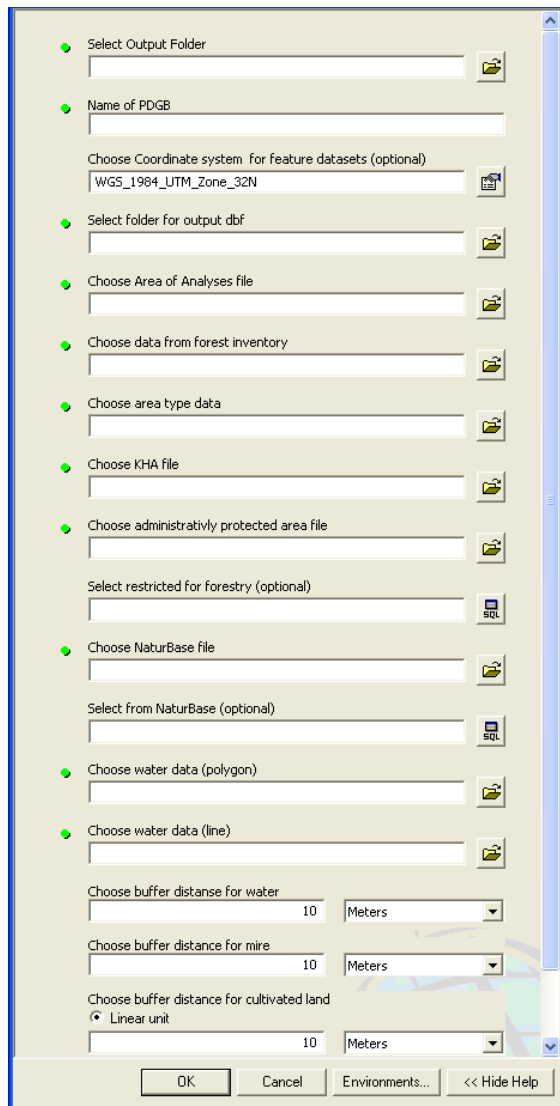 Select Output Folder
Name of PDGB
Choose Coordinate system for feature datasets (optional)
WGS_1984_UTM_Zone_32N
Select folder for output dbf
Choose Area of Analyses file
Choose data from forest inventory
Choose area type data
Choose KHA file
Choose administrativly protected area file
Select restricted for forestry (optional)
SQL
Choose NaturBase file
Select from NaturBase (optional)
SQL
Choose water data (polygon)
Choose water data (line)
Choose buffer distanse for water
10 Meters
Choose buffer distance for mire
10 Meters
Choose buffer distance for cultivated land
Linear unit
10 Meters
OK Cancel Environments... << Hide Help